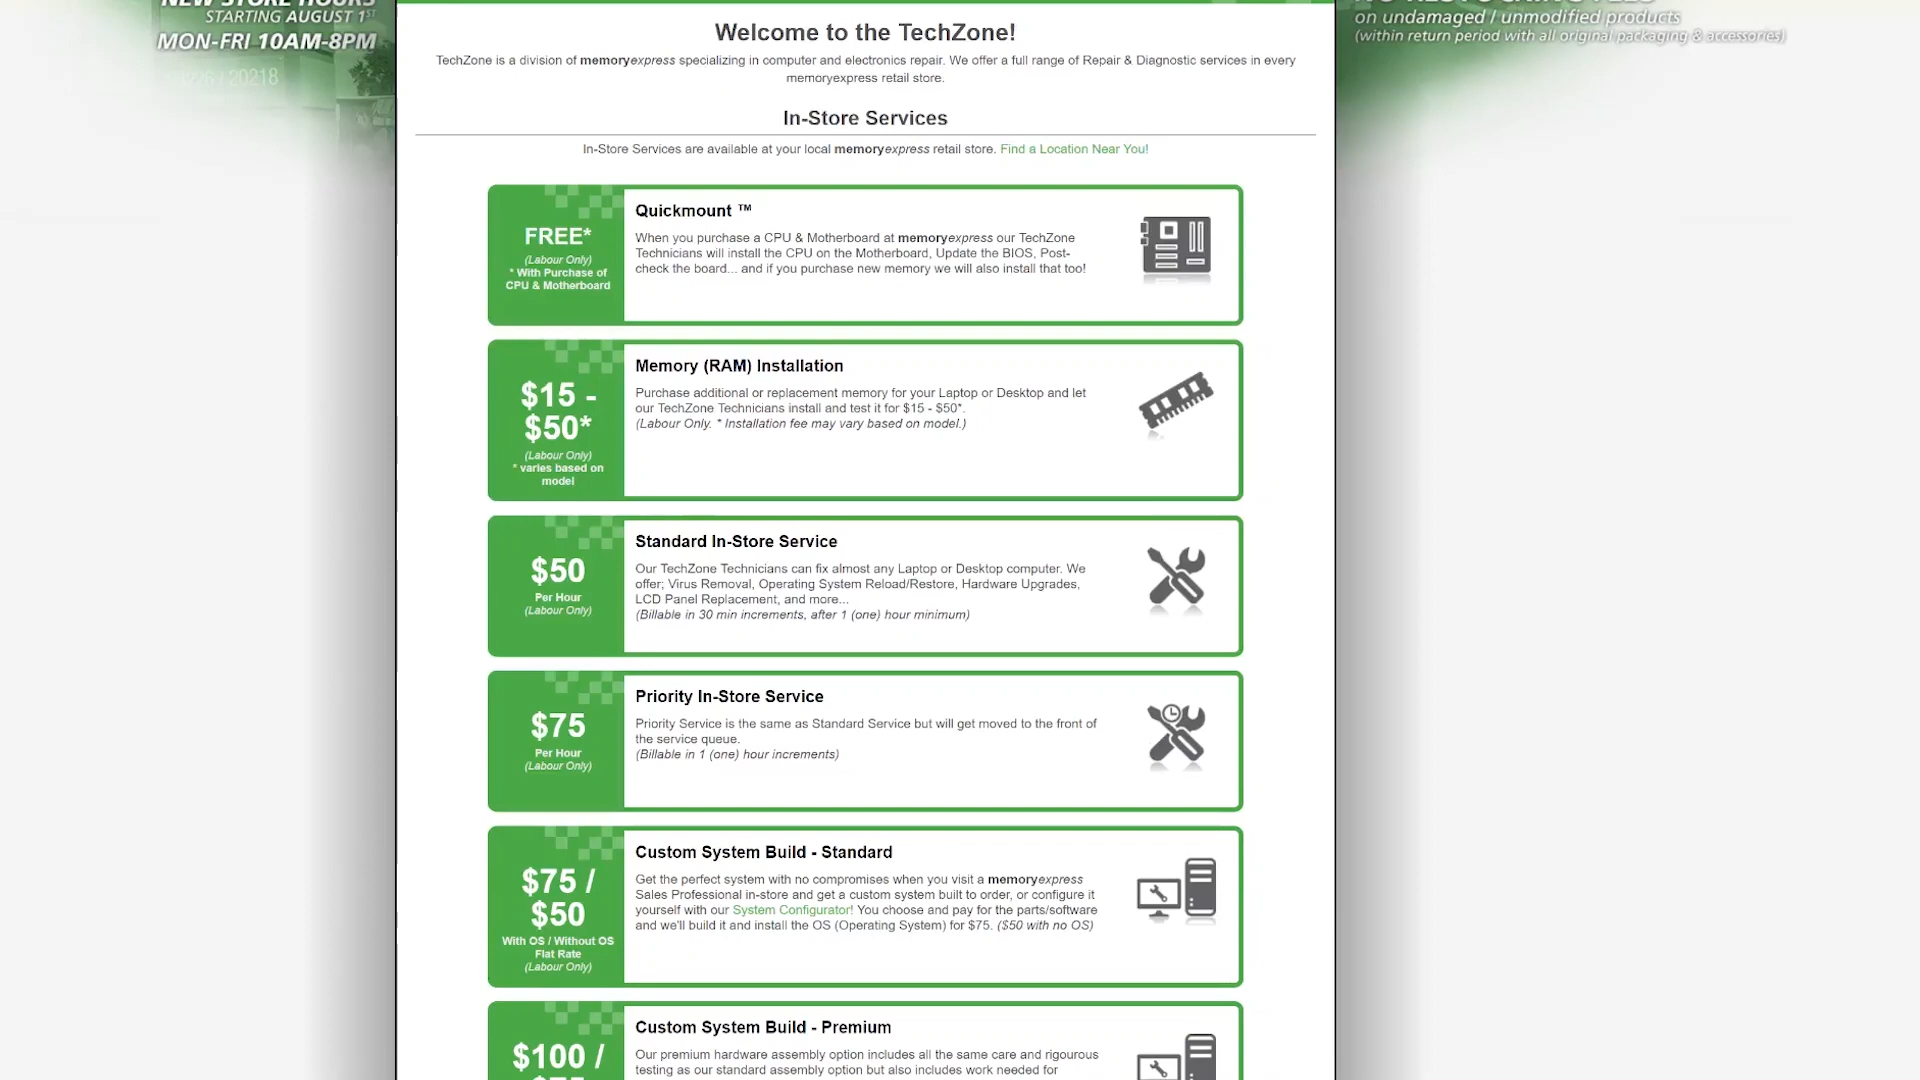 NEW STORE HOURS
STARTING AUGUST 1ST
MON-FRI 10AM-8PM
NO RESTOCKING FEES
on undamaged / unmodified products
(within return period with all original packaging & accessories)
Welcome to the TechZone!
TechZone is a division of memoryexpress specializing in computer and electronics repair. We offer a full range of Repair & Diagnostic services in every
memoryexpress retail store.
In-Store Services
In-Store Services are available at your local memoryexpress retail store. Find a Location Near You!
FREE*
(Labour Only)
* With Purchase of
CPU & Motherboard
Quickmount ™
When you purchase a CPU & Motherboard at memoryexpress our TechZone
Technicians will install the CPU on the Motherboard, Update the BIOS, Post-
check the board... and if you purchase new memory we will also install that too!
$15 -
$50*
(Labour Only)
* varies based on
model
Memory (RAM) Installation
Purchase additional or replacement memory for your Laptop or Desktop and let
our TechZone Technicians install and test it for $15 - $50*.
(Labour Only. * Installation fee may vary based on model.)
$50
Per Hour
(Labour Only)
Standard In-Store Service
Our TechZone Technicians can fix almost any Laptop or Desktop computer. We
offer; Virus Removal, Operating System Reload/Restore, Hardware Upgrades,
LCD Panel Replacement, and more...
(Billable in 30 min increments, after 1 (one) hour minimum)
$75
Per Hour
(Labour Only)
Priority In-Store Service
Priority Service is the same as Standard Service but will get moved to the front of
the service queue.
(Billable in 1 (one) hour increments)
$75 /
$50
With OS / Without OS
Flat Rate
(Labour Only)
Custom System Build - Standard
Get the perfect system with no compromises when you visit a memoryexpress
Sales Professional in-store and get a custom system built to order, or configure it
yourself with our System Configurator! You choose and pay for the parts/software
and we'll build it and install the OS (Operating System) for $75. ($50 with no OS)
$100 /
Custom System Build - Premium
Our premium hardware assembly option includes all the same care and rigourous
testing as our standard assembly option but also includes work needed for